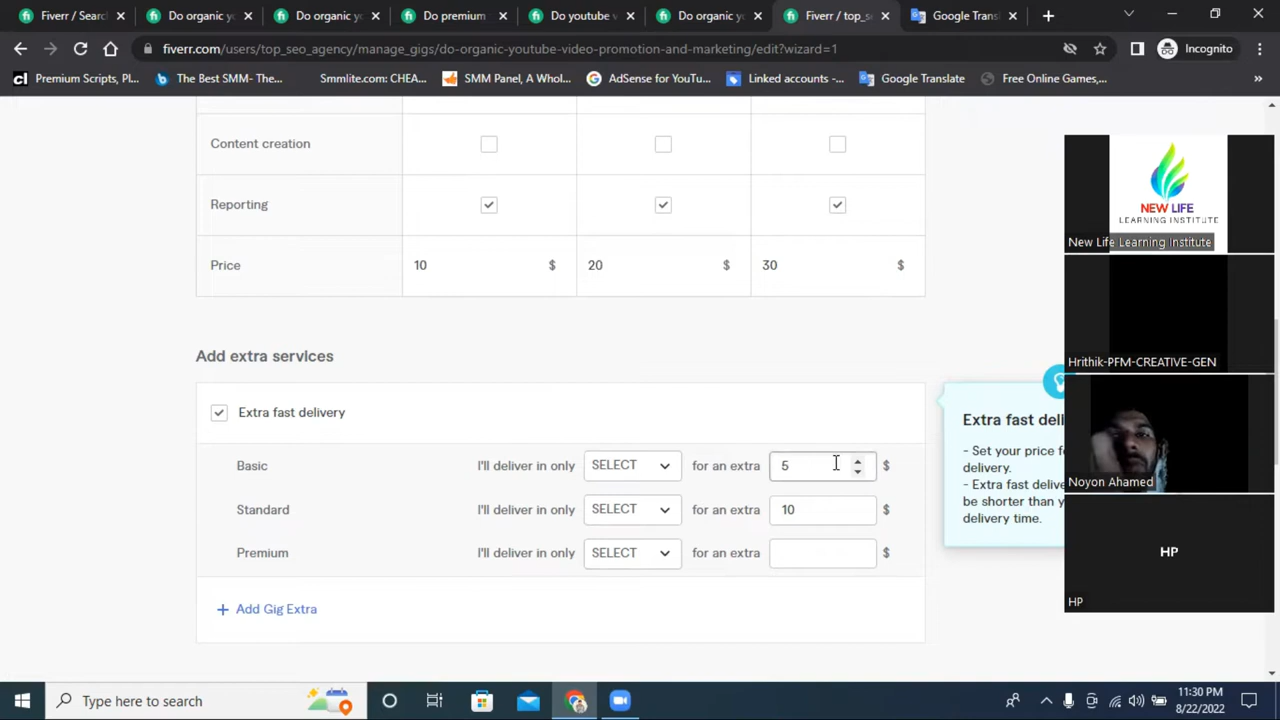 Fiverr / Sear
Do organic yo
Do organic yo
Do premium
Do youtube v
Do organic yo
Fiverr / top_se
Google Trans
fiverr.com/users/top_seo_agency/manage_gigs/do-organic-youtube-video-promotion-and-marketing/edit?wizard=1
Incognito
Premium Scripts, Pl...
The Best SMM- The...
Smmlite.com: CHEA...
SMM Panel, A Whol...
AdSense for YouTu...
Linked accounts -...
Google Translate
Free Online Games,...
»
Content creation
Reporting
Price
10 $
20 $
30 $
Add extra services
Extra fast delivery
Basic I'll deliver in only SELECT for an extra 5 $
Standard I'll deliver in only SELECT for an extra 10 $
Premium I'll deliver in only SELECT for an extra $
+ Add Gig Extra
Extra fast deli
- Set your price fo
delivery.
- Extra fast delive
be shorter than y
delivery time.
NEW LIFE
LEARNING INSTITUTE
New Life Learning Institute
Hrithik-PFM-CREATIVE-GEN
Noyon Ahamed
HP
HP
Type here to search
11:30 PM
8/22/2022